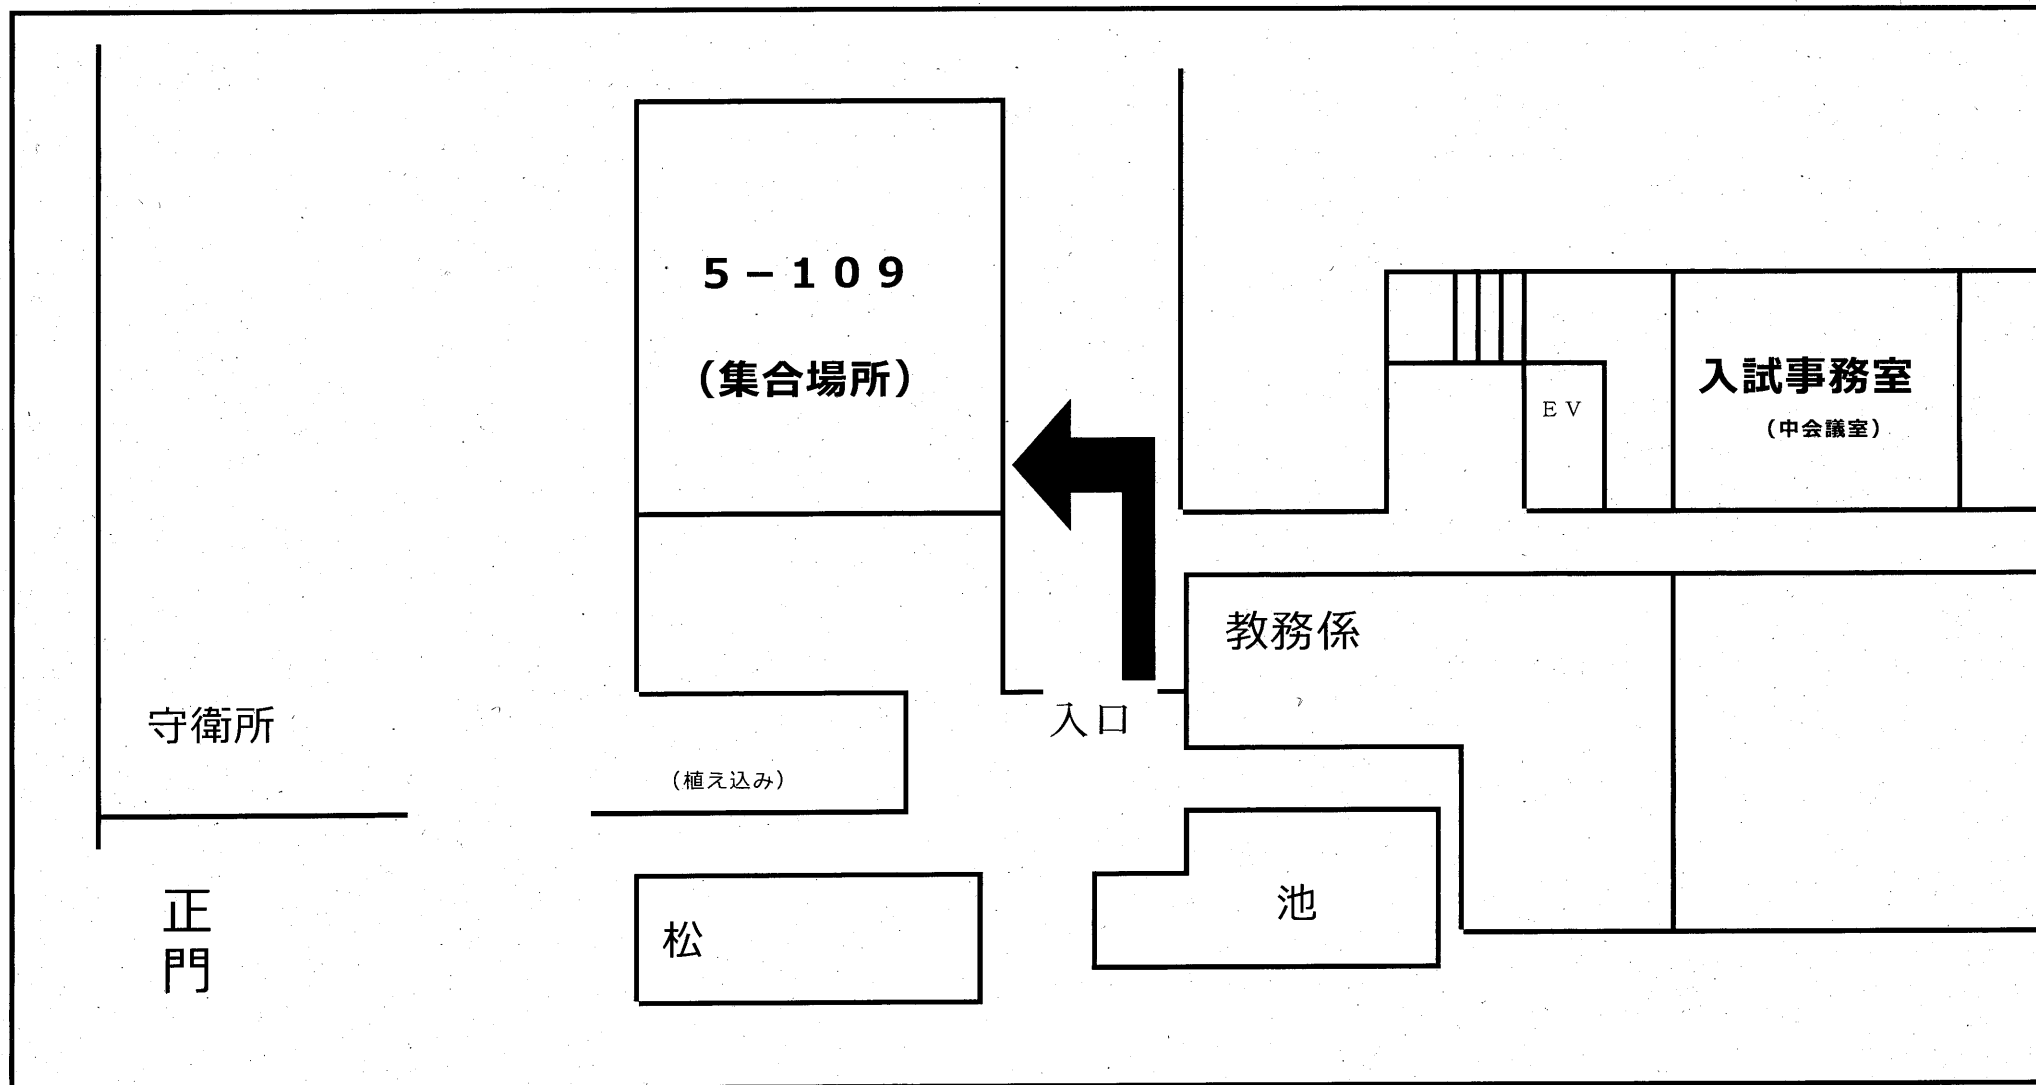 5－109
（集合場所）
入試事務室
（中会議室）
EV
教務係
入口
守衛所
（植え込み）
正門
松
池